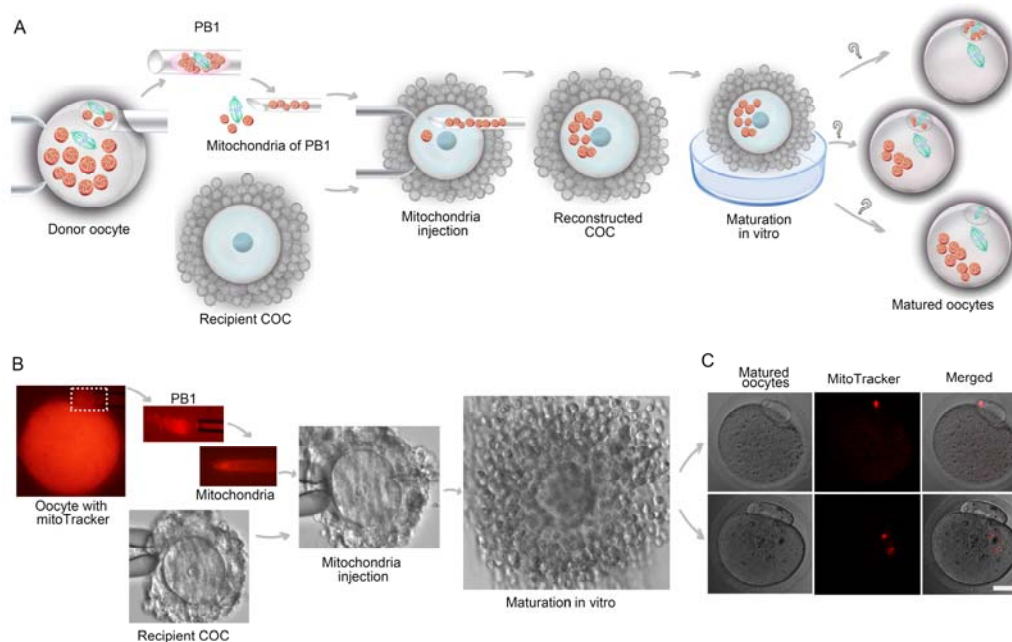 A
PB1
Mitochondria of PB1
Donor oocyte
Recipient COC
Mitochondria
injection
Reconstructed
COC
Maturation
in vitro
?
?
?
Matured oocytes
B
PB1
Oocyte with
mitoTracker
Mitochondria
Recipient COC
Mitochondria
injection
Maturation in vitro
C
Matured
oocytes
MitoTracker
Merged